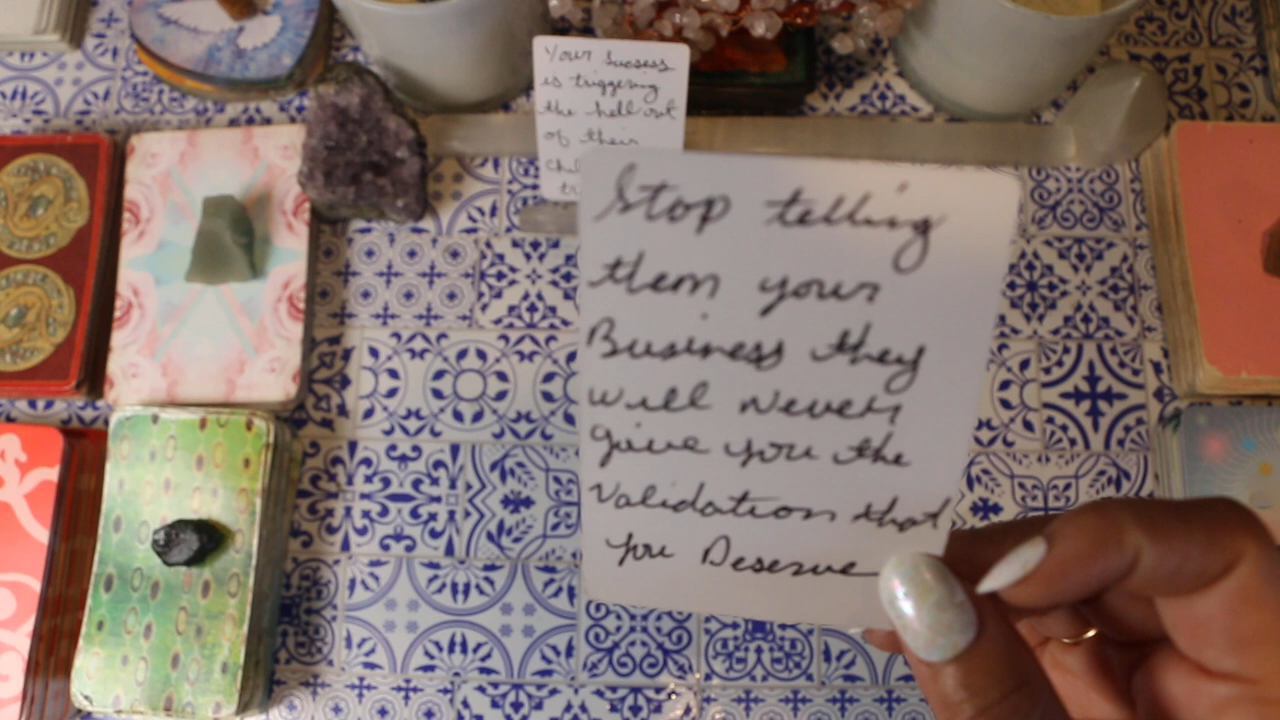 Your Success
is triggering
the hell out
of their
Stop telling
them your
Business they
will Never
give you the
Validation that
you Deserve